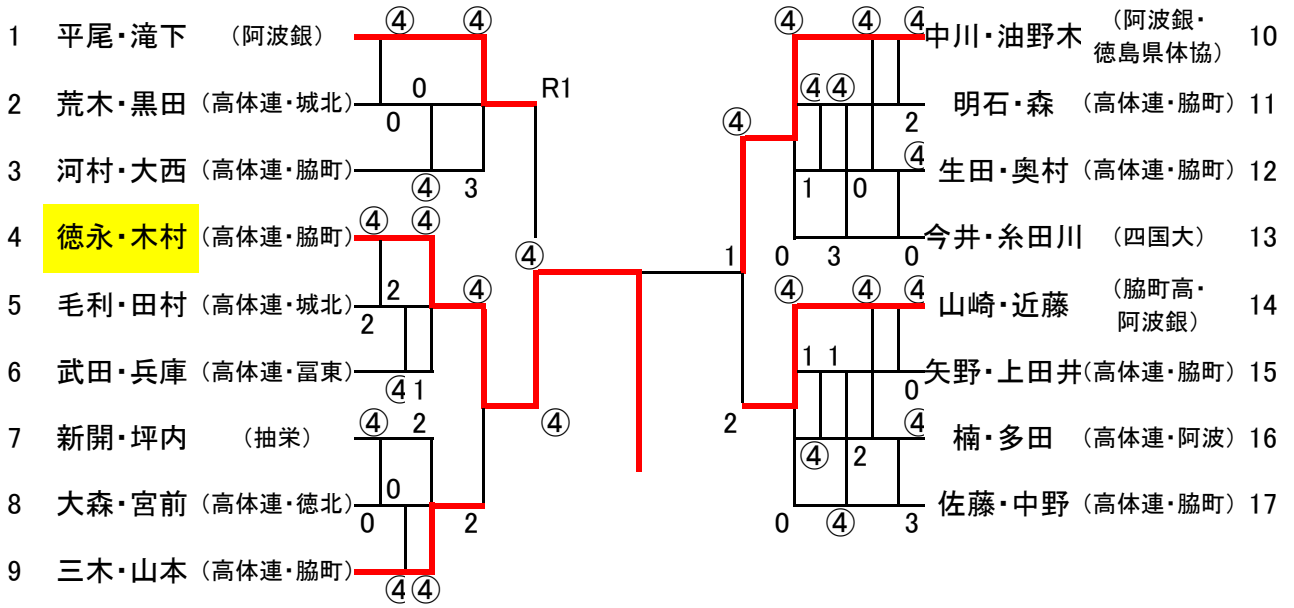 1 平尾・滝下 (阿波銀) ④ ④
0 R1
2 荒木・黒田 (高体連・城北) 0
3 河村・大西 (高体連・脇町) ④ 3
4 徳永・木村 (高体連・脇町) ④ ④
④
2 ④
5 毛利・田村 (高体連・城北) 2
6 武田・兵庫 (高体連・冨東) ④ 1
④ 2 ④
7 新開・坪内 (抽栄)
0
8 大森・宮前 (高体連・徳北) 0 2
9 三木・山本 (高体連・脇町) ④ ④
④ ④ ④ 中川・油野木 (阿波銀・
徳島県体協) 10
④ ④
④ 2 明石・森 (高体連・脇町) 11
④
1 0 生田・奥村 (高体連・脇町) 12
1 0 3 0 今井・糸田川 (四国大) 13
④ ④ ④ 山崎・近藤 (脇町高・
阿波銀) 14
1 1
0 矢野・上田井 (高体連・脇町) 15
2 ④
④ 2 楠・多田 (高体連・阿波) 16
0 ④ 3 佐藤・中野 (高体連・脇町) 17